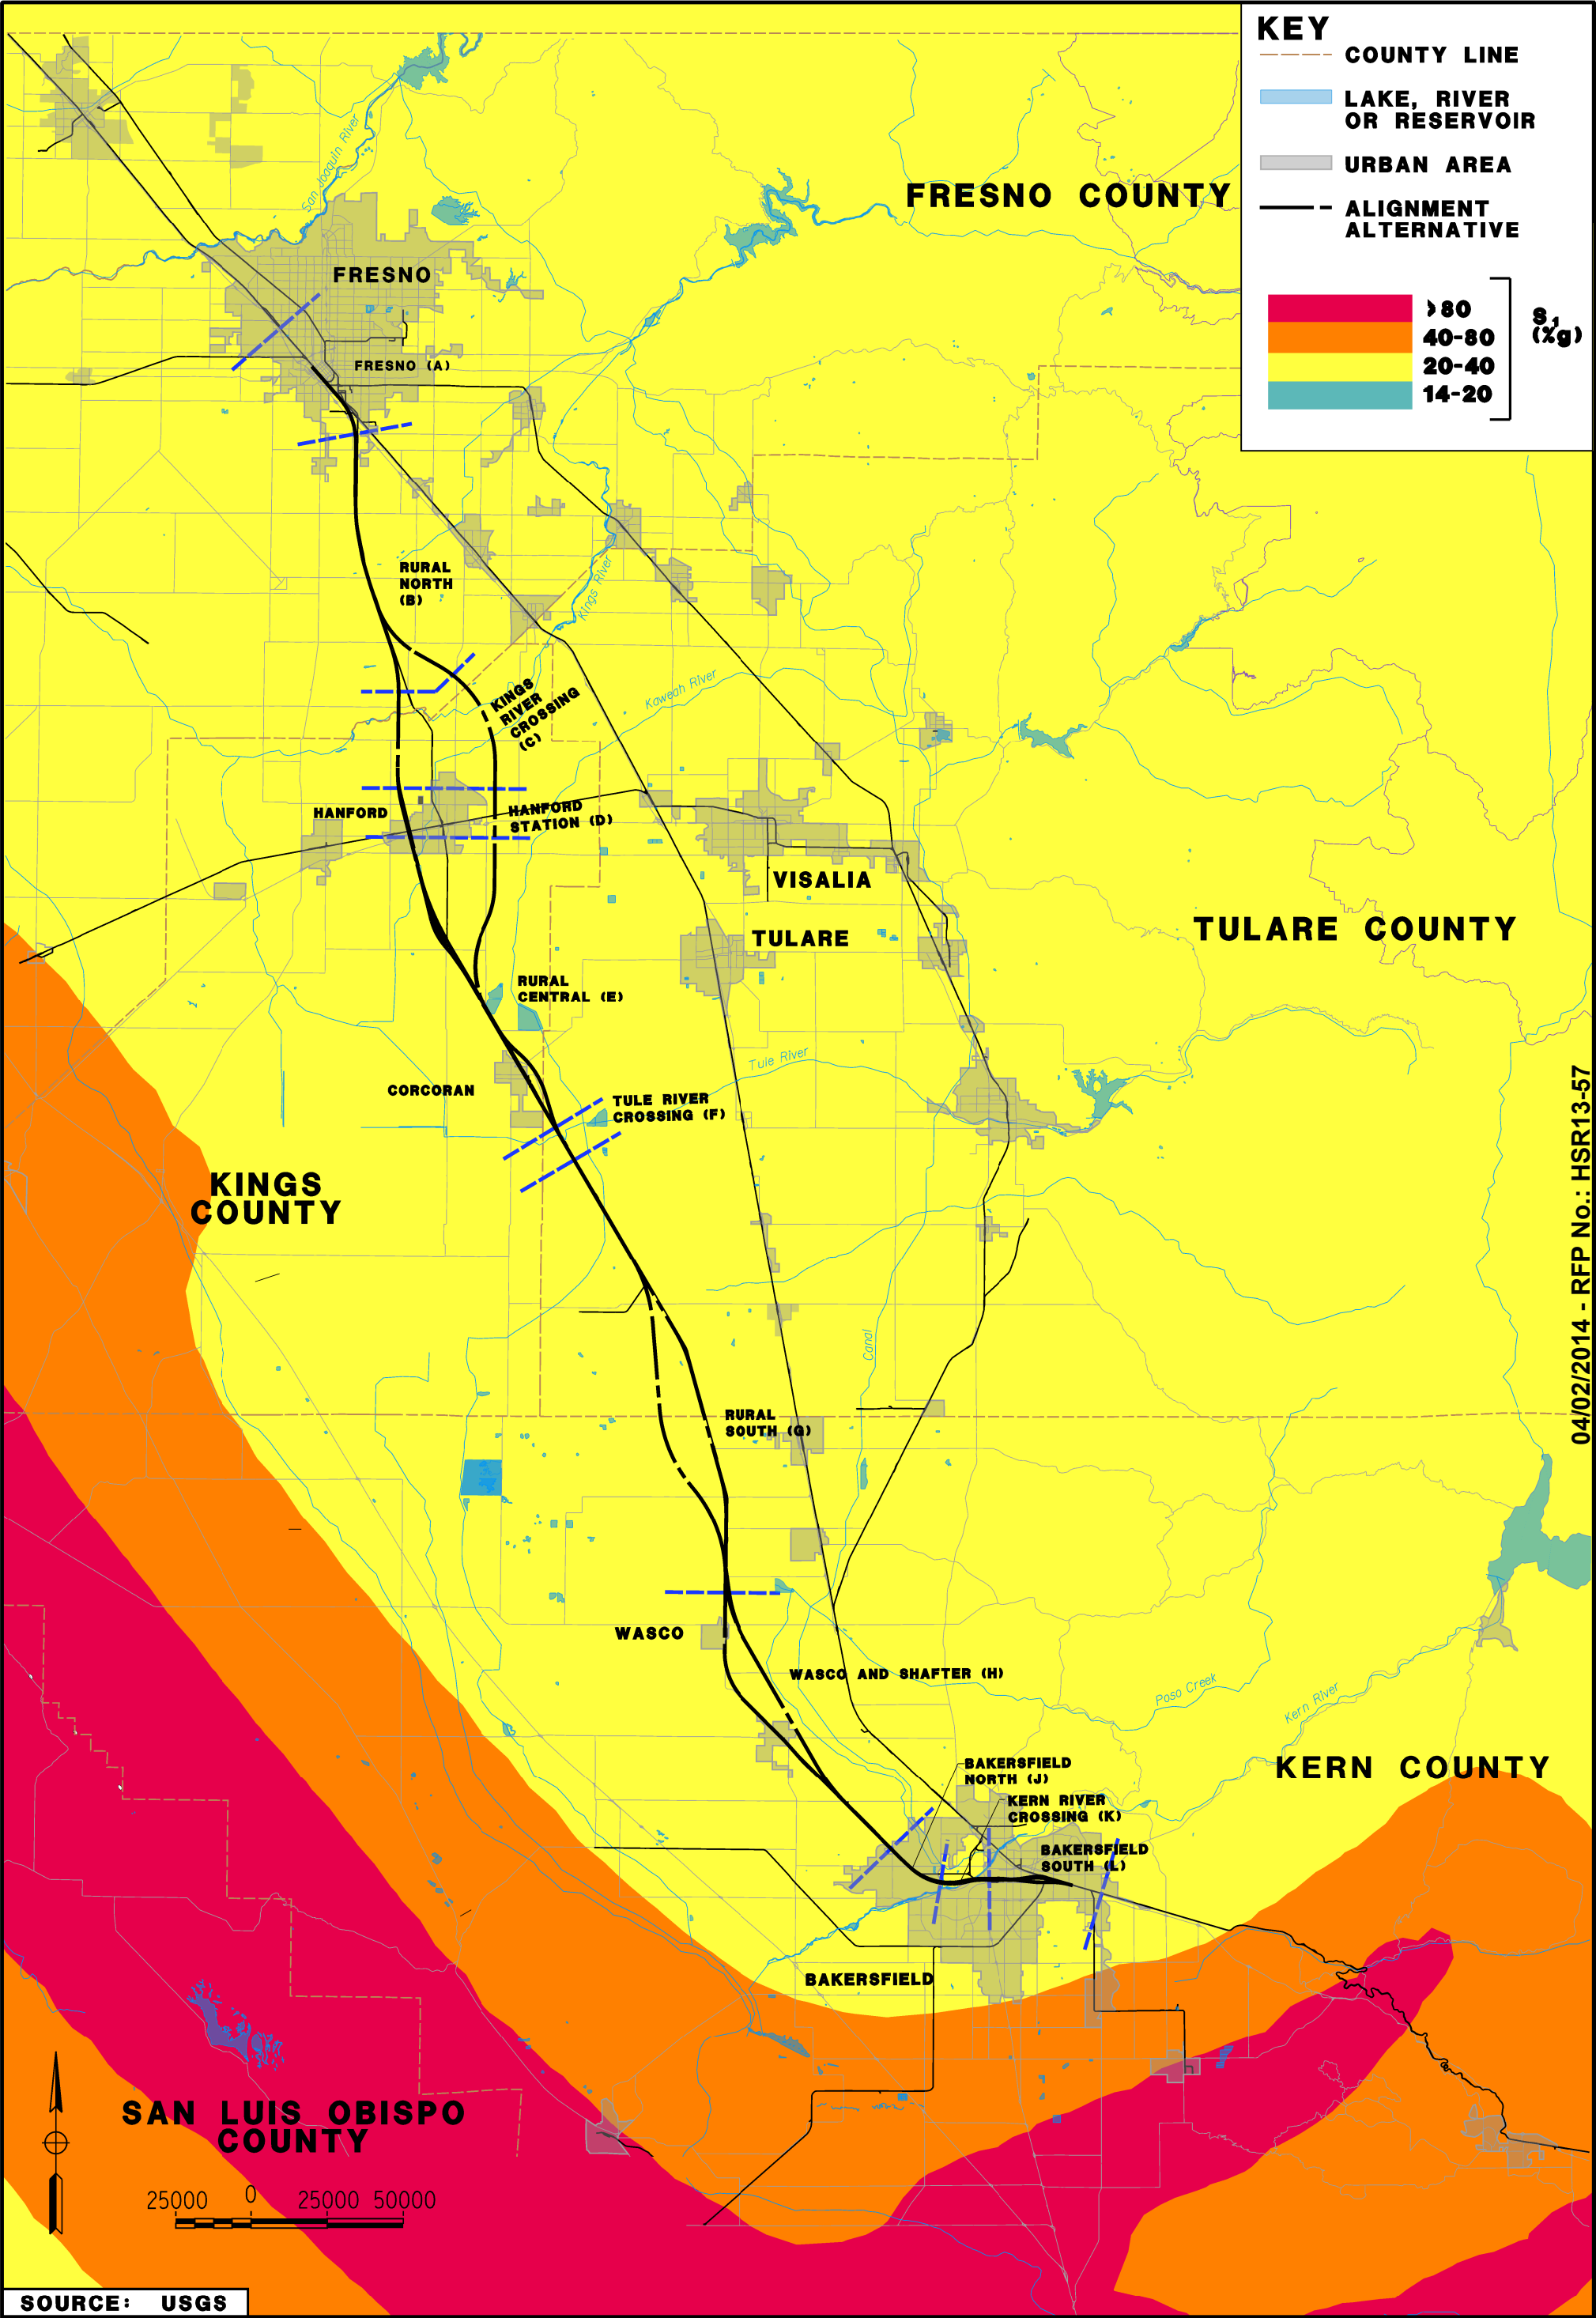 KEY
COUNTY LINE
LAKE, RIVER
OR RESERVOIR
URBAN AREA
ALIGNMENT
ALTERNATIVE
>80
40-80
20-40
14-20
S1
(%g)
San Joaquin River
FRESNO COUNTY
FRESNO
FRESNO (A)
RURAL
NORTH
(B)
Kings River
KINGS
RIVER
CROSSING
(C)
Kaweah River
HANFORD
HANFORD
STATION (D)
VISALIA
TULARE
TULARE COUNTY
RURAL
CENTRAL (E)
Tule River
CORCORAN
TULE RIVER
CROSSING (F)
KINGS
COUNTY
04/02/2014 - RFP No.: HSR13-57
Canal
RURAL
SOUTH (G)
WASCO
WASCO AND SHAFTER (H)
Poso Creek
Kern River
KERN COUNTY
BAKERSFIELD
NORTH (J)
KERN RIVER
CROSSING (K)
BAKERSFIELD
SOUTH (L)
BAKERSFIELD
SAN LUIS OBISPO
COUNTY
25000 0 25000 50000
SOURCE: USGS